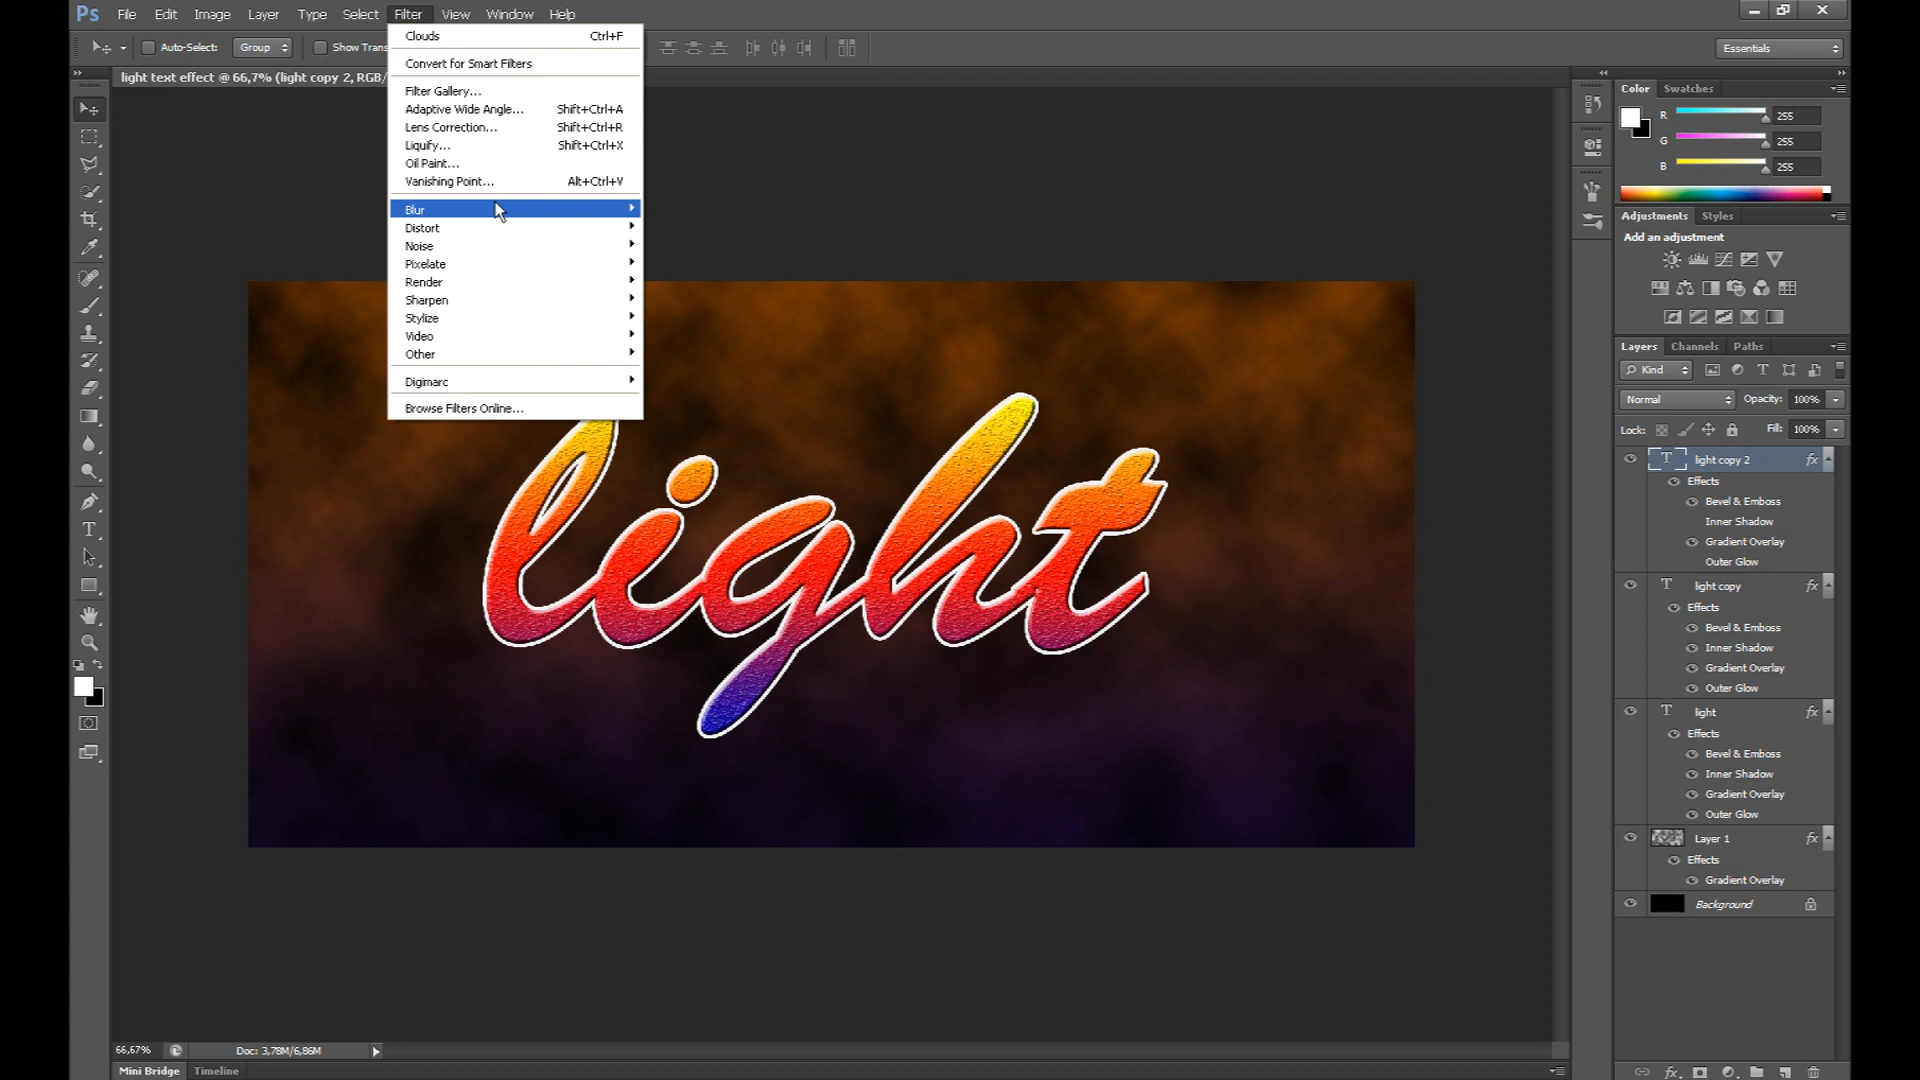 Ps File Edit Image Layer Type Select Filter View Window Help
Auto-Select: Group Show Trans Essentials
light text effect @ 66,7% (light copy 2, RGB/
Clouds Ctrl+F
Convert for Smart Filters
Filter Gallery...
Adaptive Wide Angle... Shift+Ctrl+A
Lens Correction... Shift+Ctrl+R
Liquify... Shift+Ctrl+X
Oil Paint...
Vanishing Point... Alt+Ctrl+V
Blur
Distort
Noise
Pixelate
Render
Sharpen
Stylize
Video
Other
Digimarc
Browse Filters Online...
light
Color Swatches
R 255
G 255
B 255
Adjustments Styles
Add an adjustment
Layers Channels Paths
Kind
Normal Opacity: 100%
Lock: Fill: 100%
T light copy 2 fx
Effects
Bevel & Emboss
Inner Shadow
Gradient Overlay
Outer Glow
T light copy fx
Effects
Bevel & Emboss
Inner Shadow
Gradient Overlay
Outer Glow
T light fx
Effects
Bevel & Emboss
Inner Shadow
Gradient Overlay
Outer Glow
Layer 1 fx
Effects
Gradient Overlay
Background
66,67% Doc: 3,78M/6,86M
Mini Bridge Timeline
fx